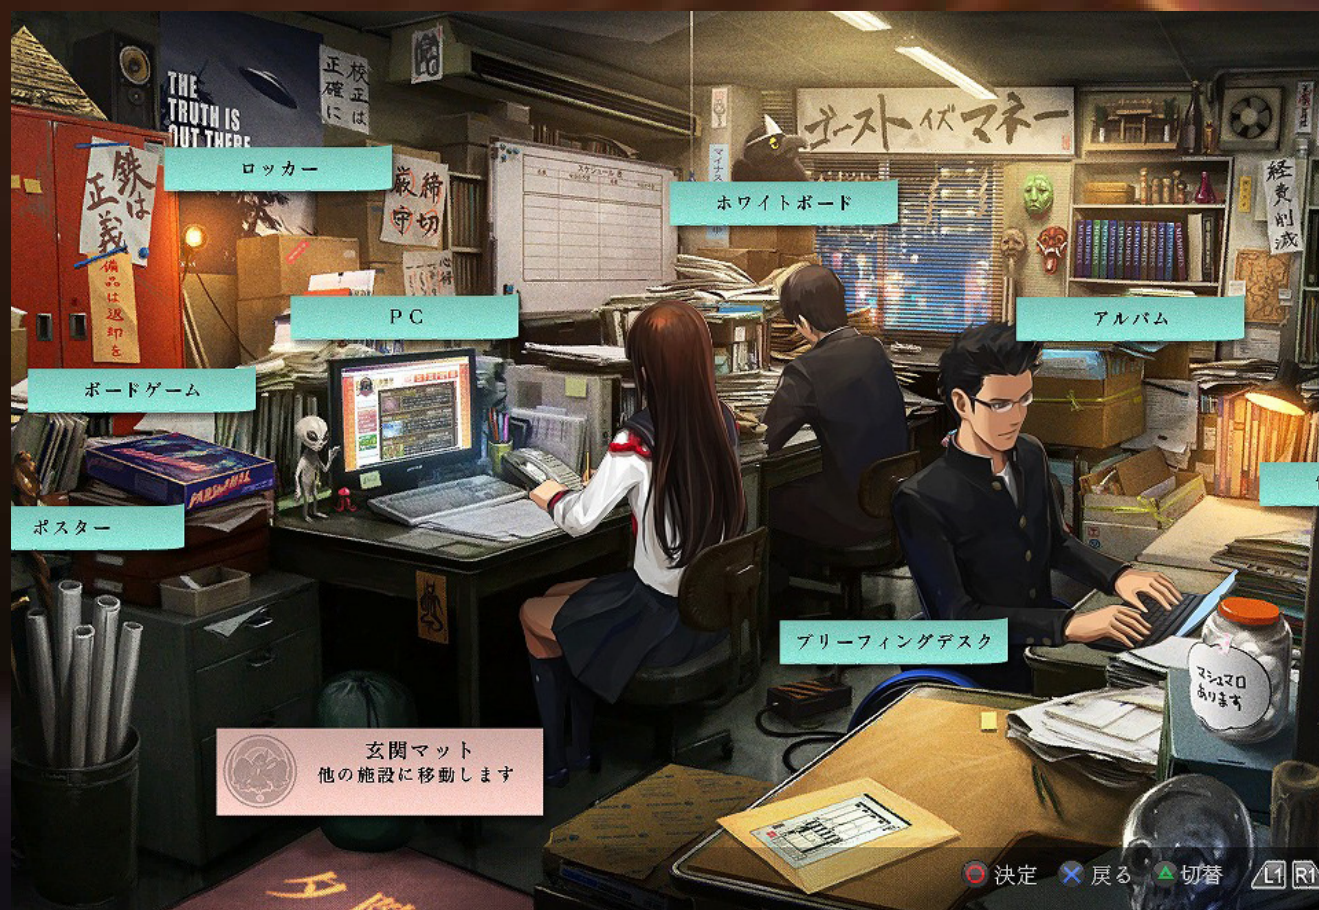 THE
TRUTH IS
OUT THERE
校正は
正確に
ゴーストイズマネー
鉄は
正義
備品は返却を
ロッカー
締切
厳守
スケジュール表
ホワイトボード
経費削減
PC
アルバム
ボードゲーム
ポスター
ブリーフィングデスク
マシュマロ
あります
玄関マット
他の施設に移動します
決定
戻る
切替
L1
R1